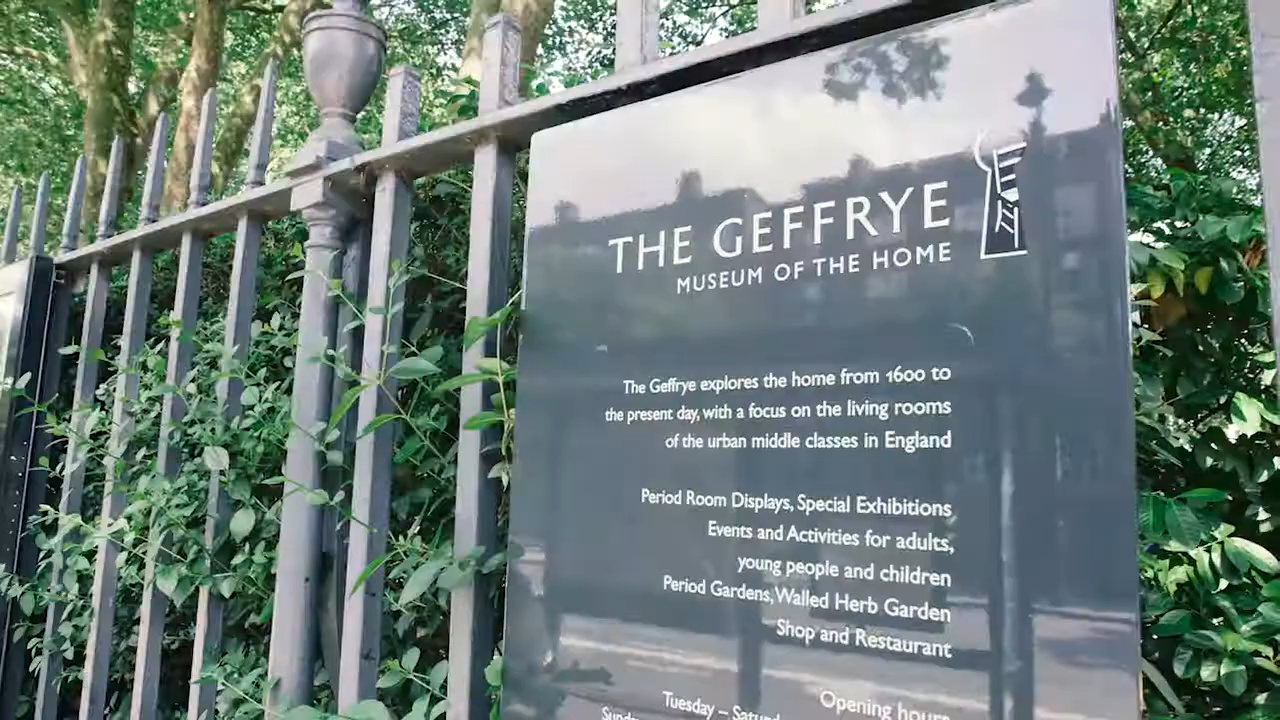 THE GEFFRYE
MUSEUM OF THE HOME
The Geffrye explores the home from 1600 to
the present day, with a focus on the living rooms
of the urban middle classes in England
Period Room Displays, Special Exhibitions
Events and Activities for adults,
young people and children
Period Gardens, Walled Herb Garden
Shop and Restaurant
Opening hours
Tuesday –